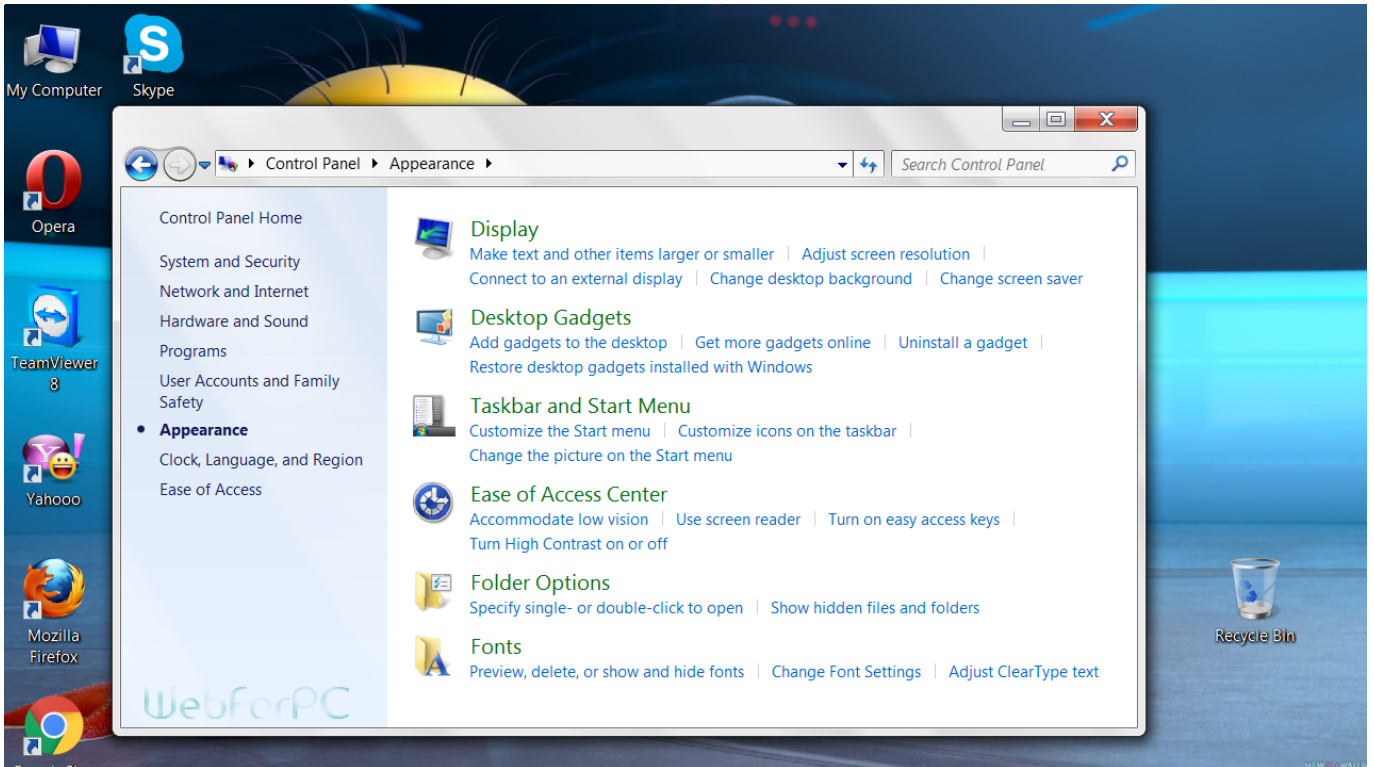 My Computer
Skype
Opera
TeamViewer
8
Yahooo
Mozilla
Firefox
Recycle Bin
Control Panel
Appearance
Search Control Panel
Control Panel Home
System and Security
Network and Internet
Hardware and Sound
Programs
User Accounts and Family
Safety
Appearance
Clock, Language, and Region
Ease of Access
WebForPC
Display
Make text and other items larger or smaller | Adjust screen resolution |
Connect to an external display | Change desktop background | Change screen saver
Desktop Gadgets
Add gadgets to the desktop | Get more gadgets online | Uninstall a gadget |
Restore desktop gadgets installed with Windows
Taskbar and Start Menu
Customize the Start menu | Customize icons on the taskbar |
Change the picture on the Start menu
Ease of Access Center
Accommodate low vision | Use screen reader | Turn on easy access keys |
Turn High Contrast on or off
Folder Options
Specify single- or double-click to open | Show hidden files and folders
Fonts
Preview, delete, or show and hide fonts | Change Font Settings | Adjust ClearType text